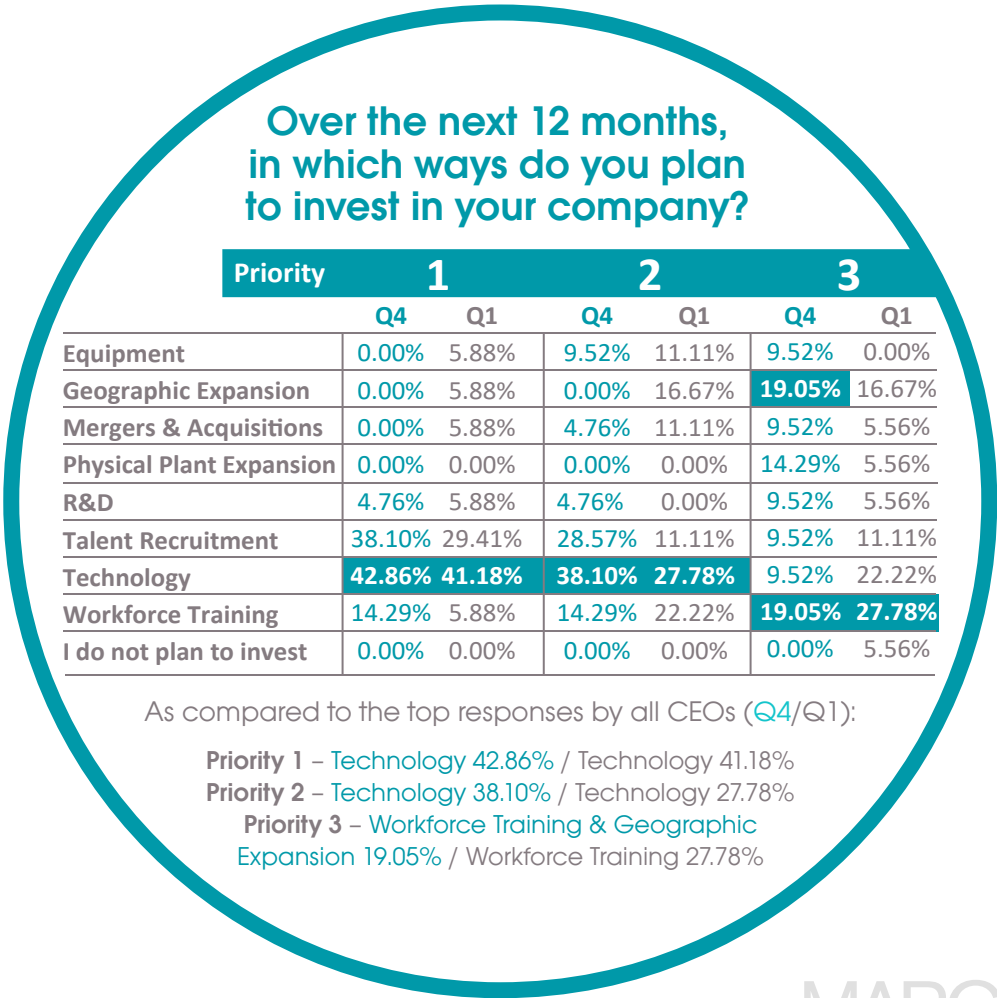 Over the next 12 months,
in which ways do you plan
to invest in your company?
Priority 1 2 3
Q4 Q1 Q4 Q1 Q4 Q1
Equipment 0.00% 5.88% 9.52% 11.11% 9.52% 0.00%
Geographic Expansion 0.00% 5.88% 0.00% 16.67% 19.05% 16.67%
Mergers & Acquisitions 0.00% 5.88% 4.76% 11.11% 9.52% 5.56%
Physical Plant Expansion 0.00% 0.00% 0.00% 0.00% 14.29% 5.56%
R&D 4.76% 5.88% 4.76% 0.00% 9.52% 5.56%
Talent Recruitment 38.10% 29.41% 28.57% 11.11% 9.52% 11.11%
Technology 42.86% 41.18% 38.10% 27.78% 9.52% 22.22%
Workforce Training 14.29% 5.88% 14.29% 22.22% 19.05% 27.78%
I do not plan to invest 0.00% 0.00% 0.00% 0.00% 0.00% 5.56%
As compared to the top responses by all CEOs (Q4/Q1):
Priority 1 – Technology 42.86% / Technology 41.18%
Priority 2 – Technology 38.10% / Technology 27.78%
Priority 3 – Workforce Training & Geographic
Expansion 19.05% / Workforce Training 27.78%